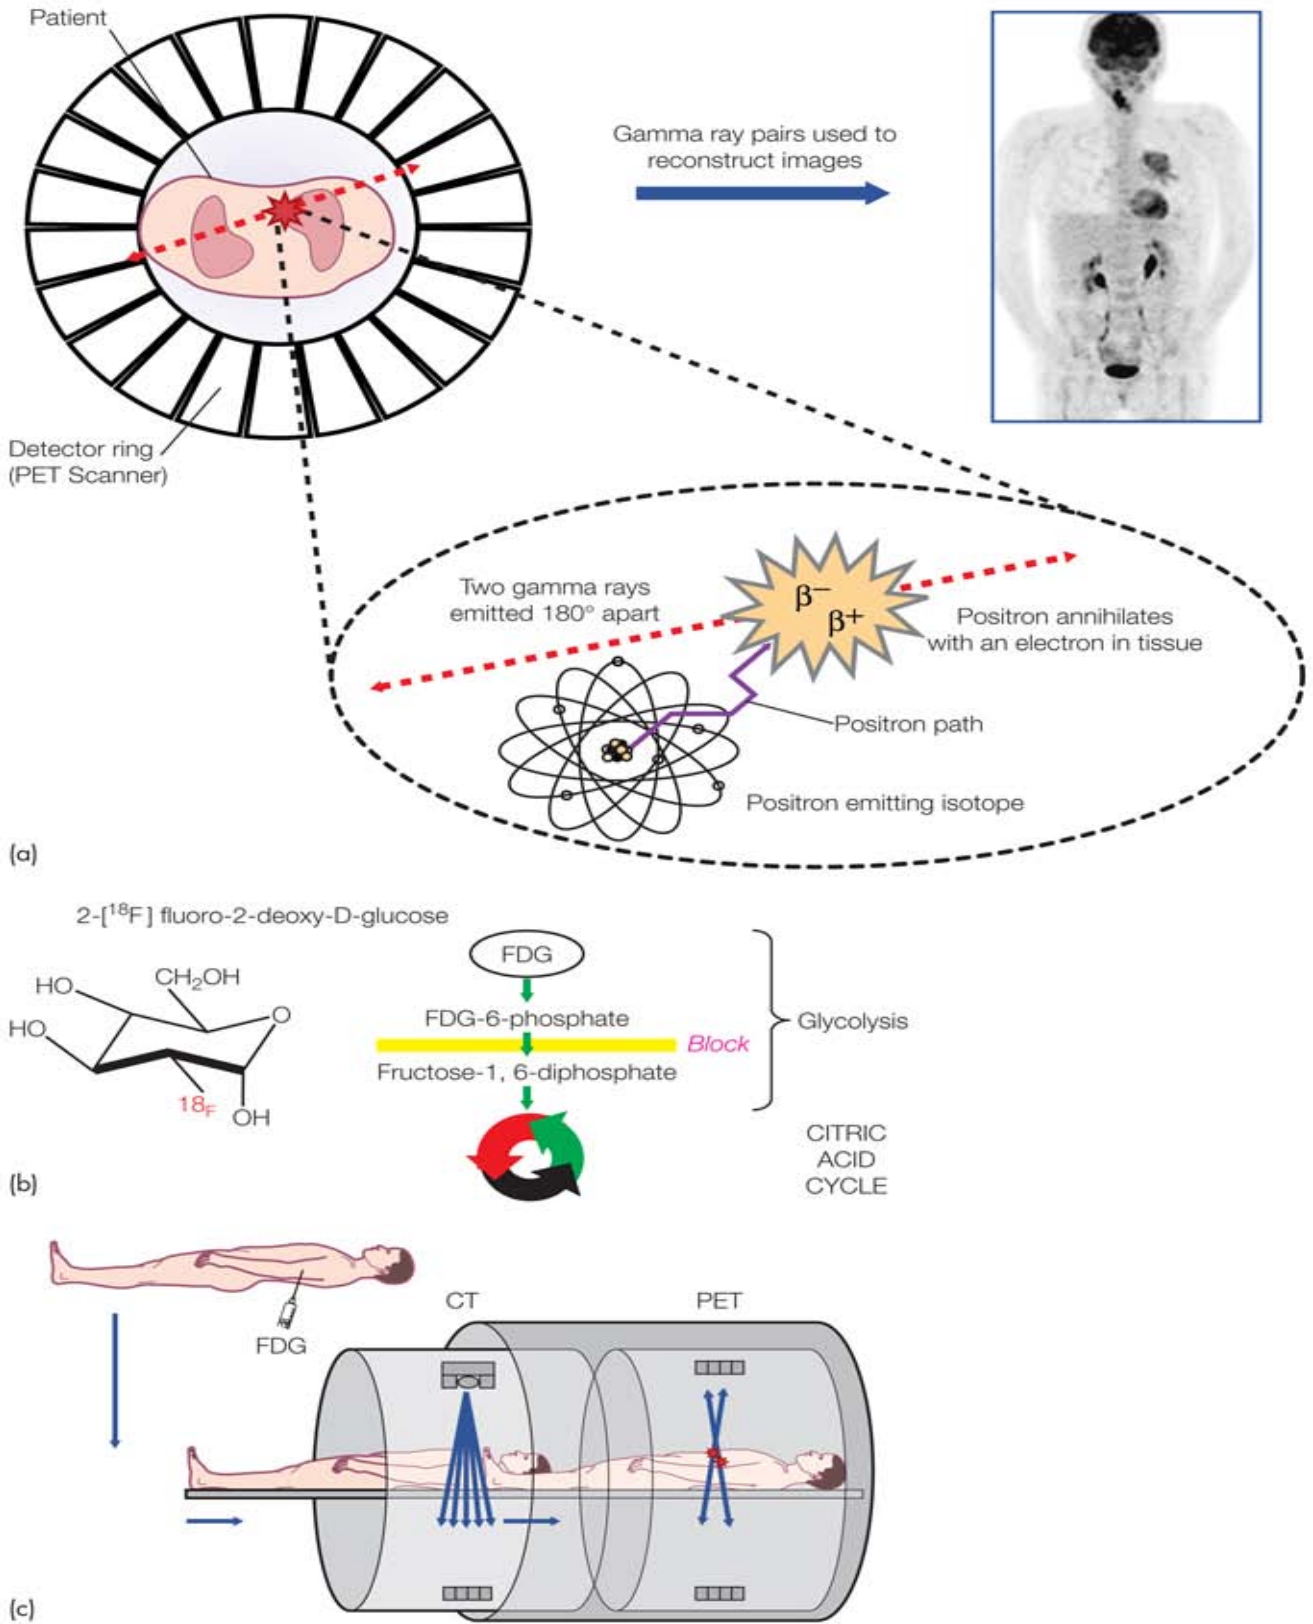 Patient
Gamma ray pairs used to
reconstruct images
Detector ring
(PET Scanner)
Two gamma rays
emitted 180° apart
β−
β+
Positron annihilates
with an electron in tissue
Positron path
Positron emitting isotope
(a)
2-[18F] fluoro-2-deoxy-D-glucose
HO
CH2OH
O
HO
18F
OH
FDG
FDG-6-phosphate
Block
Fructose-1, 6-diphosphate
Glycolysis
CITRIC
ACID
CYCLE
(b)
FDG
CT
PET
(c)